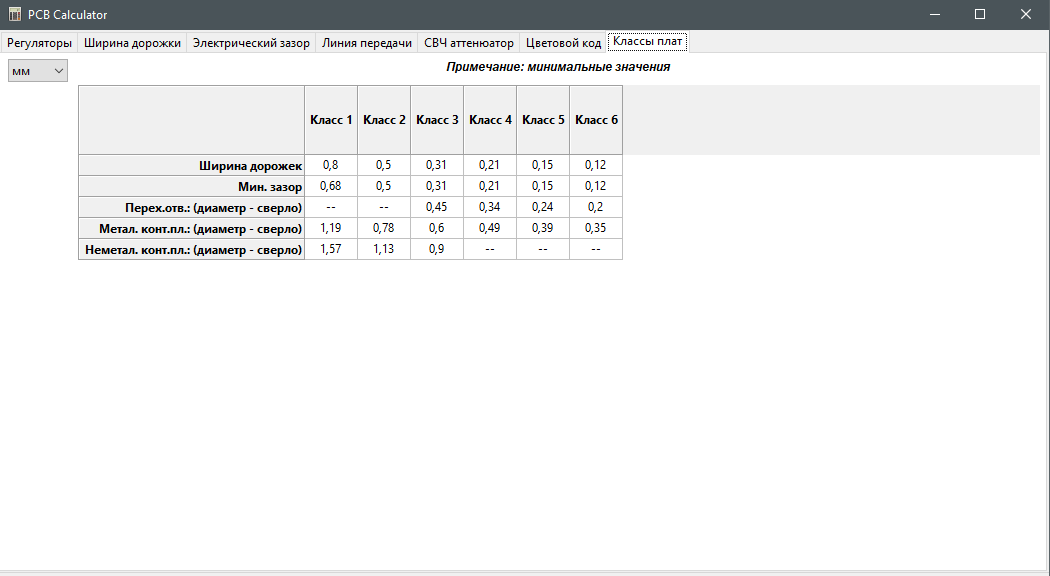 PCB Calculator
Регуляторы Ширина дорожки Электрический зазор Линия передачи СВЧ аттенюатор Цветовой код Классы плат
мм Примечание: минимальные значения
Класс 1 Класс 2 Класс 3 Класс 4 Класс 5 Класс 6
Ширина дорожек 0,8 0,5 0,31 0,21 0,15 0,12
Мин. зазор 0,68 0,5 0,31 0,21 0,15 0,12
Перех.отв.: (диаметр - сверло) -- -- 0,45 0,34 0,24 0,2
Метал. конт.пл.: (диаметр - сверло) 1,19 0,78 0,6 0,49 0,39 0,35
Неметал. конт.пл.: (диаметр - сверло) 1,57 1,13 0,9 -- -- --